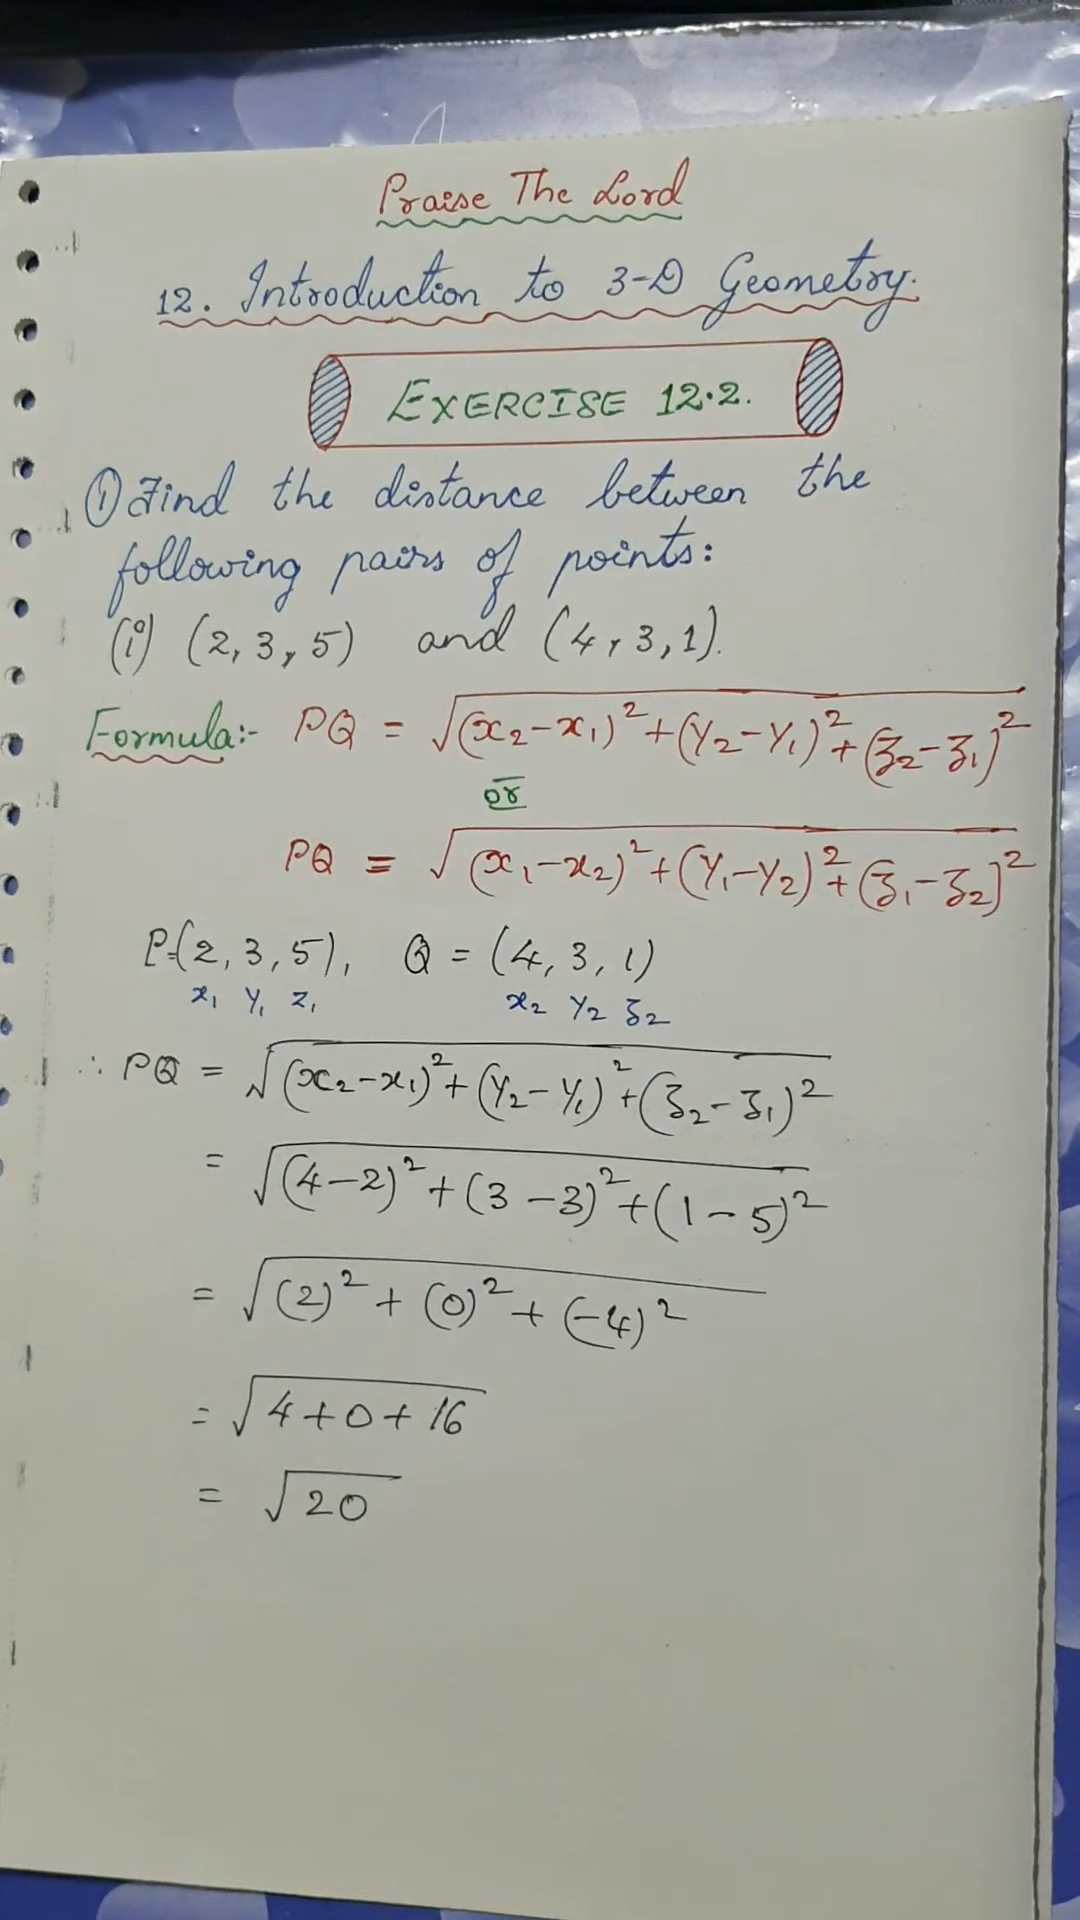 Praise The Lord
12. Introduction to 3-D Geometry.
EXERCISE 12.2.
① Find the distance between the
following pairs of points:
(i) (2, 3, 5) and (4, 3, 1).
Formula:- PQ = √(x₂-x₁)² + (y₂-y₁)² + (z₂-z₁)²
or
PQ = √(x₁-x₂)² + (y₁-y₂)² + (z₁-z₂)²
P=(2, 3, 5), Q = (4, 3, 1)
x₁ y₁ z₁ x₂ y₂ z₂
∴ PQ = √(x₂-x₁)² + (y₂-y₁)² + (z₂-z₁)²
= √(4-2)² + (3-3)² + (1-5)²
= √(2)² + (0)² + (-4)²
= √4+0+16
= √20